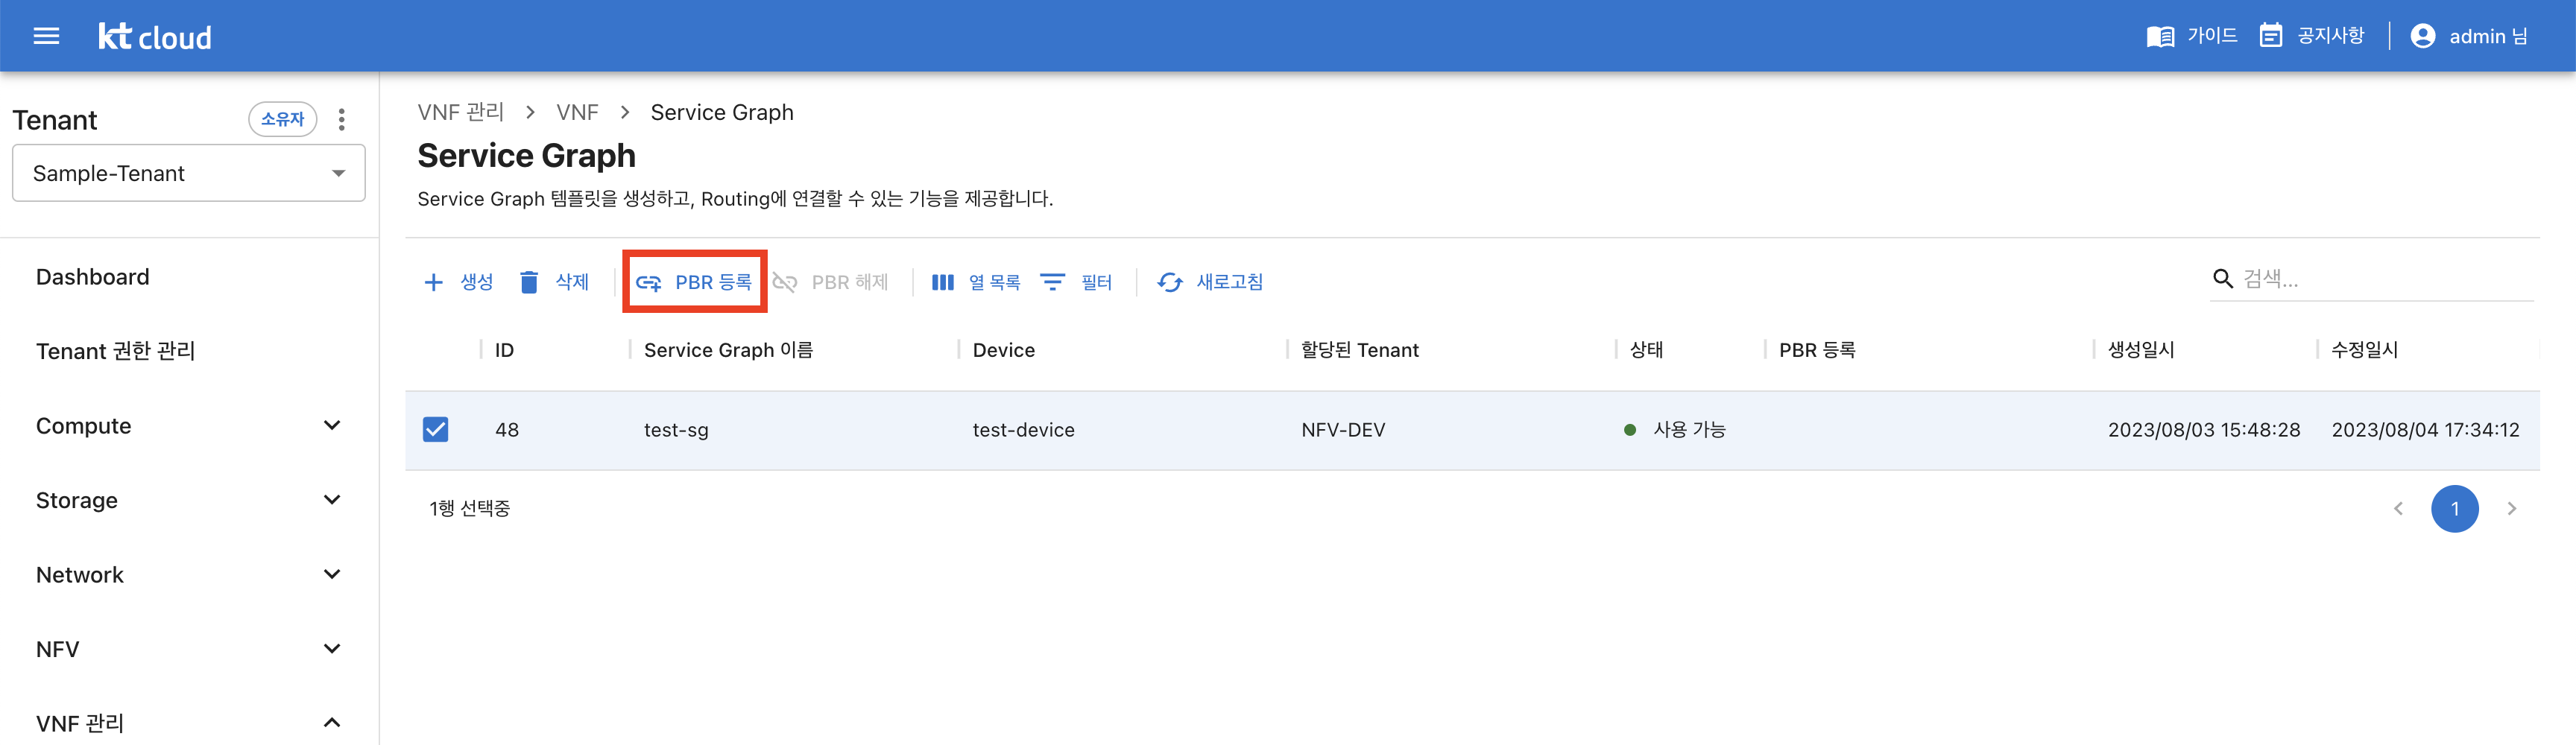 kt cloud
가이드 공지사항 admin 님
Tenant 소유자
Sample-Tenant
Dashboard
Tenant 권한 관리
Compute
Storage
Network
NFV
VNF 관리
VNF 관리 > VNF > Service Graph
Service Graph
Service Graph 템플릿을 생성하고, Routing에 연결할 수 있는 기능을 제공합니다.
생성 삭제 PBR 등록 PBR 해제 열 목록 필터 새로고침 검색...
ID Service Graph 이름 Device 할당된 Tenant 상태 PBR 등록 생성일시 수정일시
48 test-sg test-device NFV-DEV 사용 가능 2023/08/03 15:48:28 2023/08/04 17:34:12
1행 선택중 1